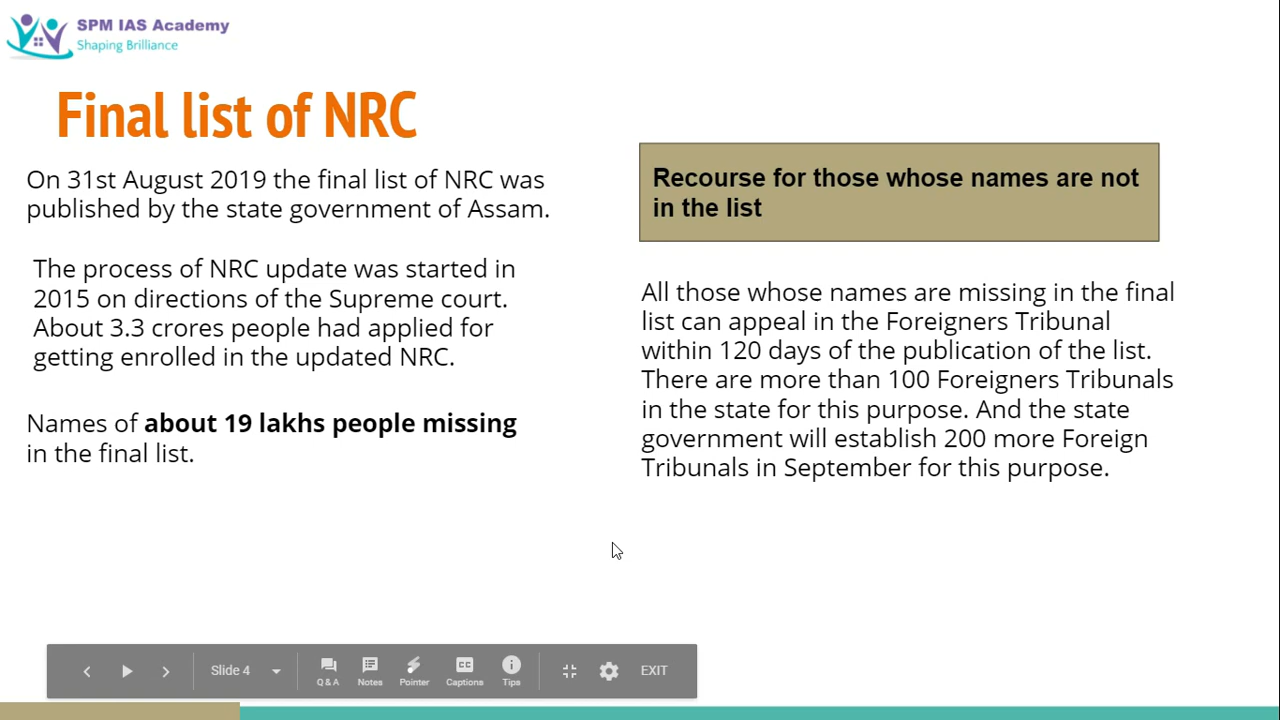 SPM IAS Academy
Shaping Brilliance
Final list of NRC
On 31st August 2019 the final list of NRC was
published by the state government of Assam.
The process of NRC update was started in
2015 on directions of the Supreme court.
About 3.3 crores people had applied for
getting enrolled in the updated NRC.
Names of about 19 lakhs people missing
in the final list.
Recourse for those whose names are not
in the list
All those whose names are missing in the final
list can appeal in the Foreigners Tribunal
within 120 days of the publication of the list.
There are more than 100 Foreigners Tribunals
in the state for this purpose. And the state
government will establish 200 more Foreign
Tribunals in September for this purpose.
Slide 4
Q & A
Notes
Pointer
CC
Captions
Tips
EXIT